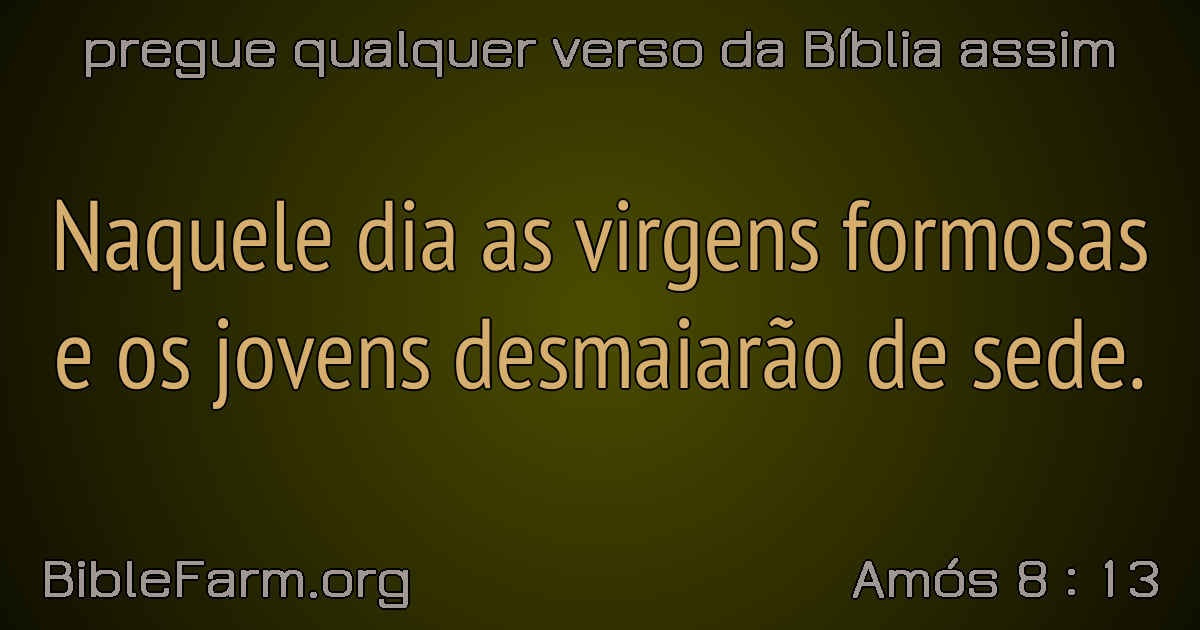 pregue qualquer verso da Bíblia assim
Naquele dia as virgens formosas
e os jovens desmaiarão de sede.
BibleFarm.org
Amós 8 : 13